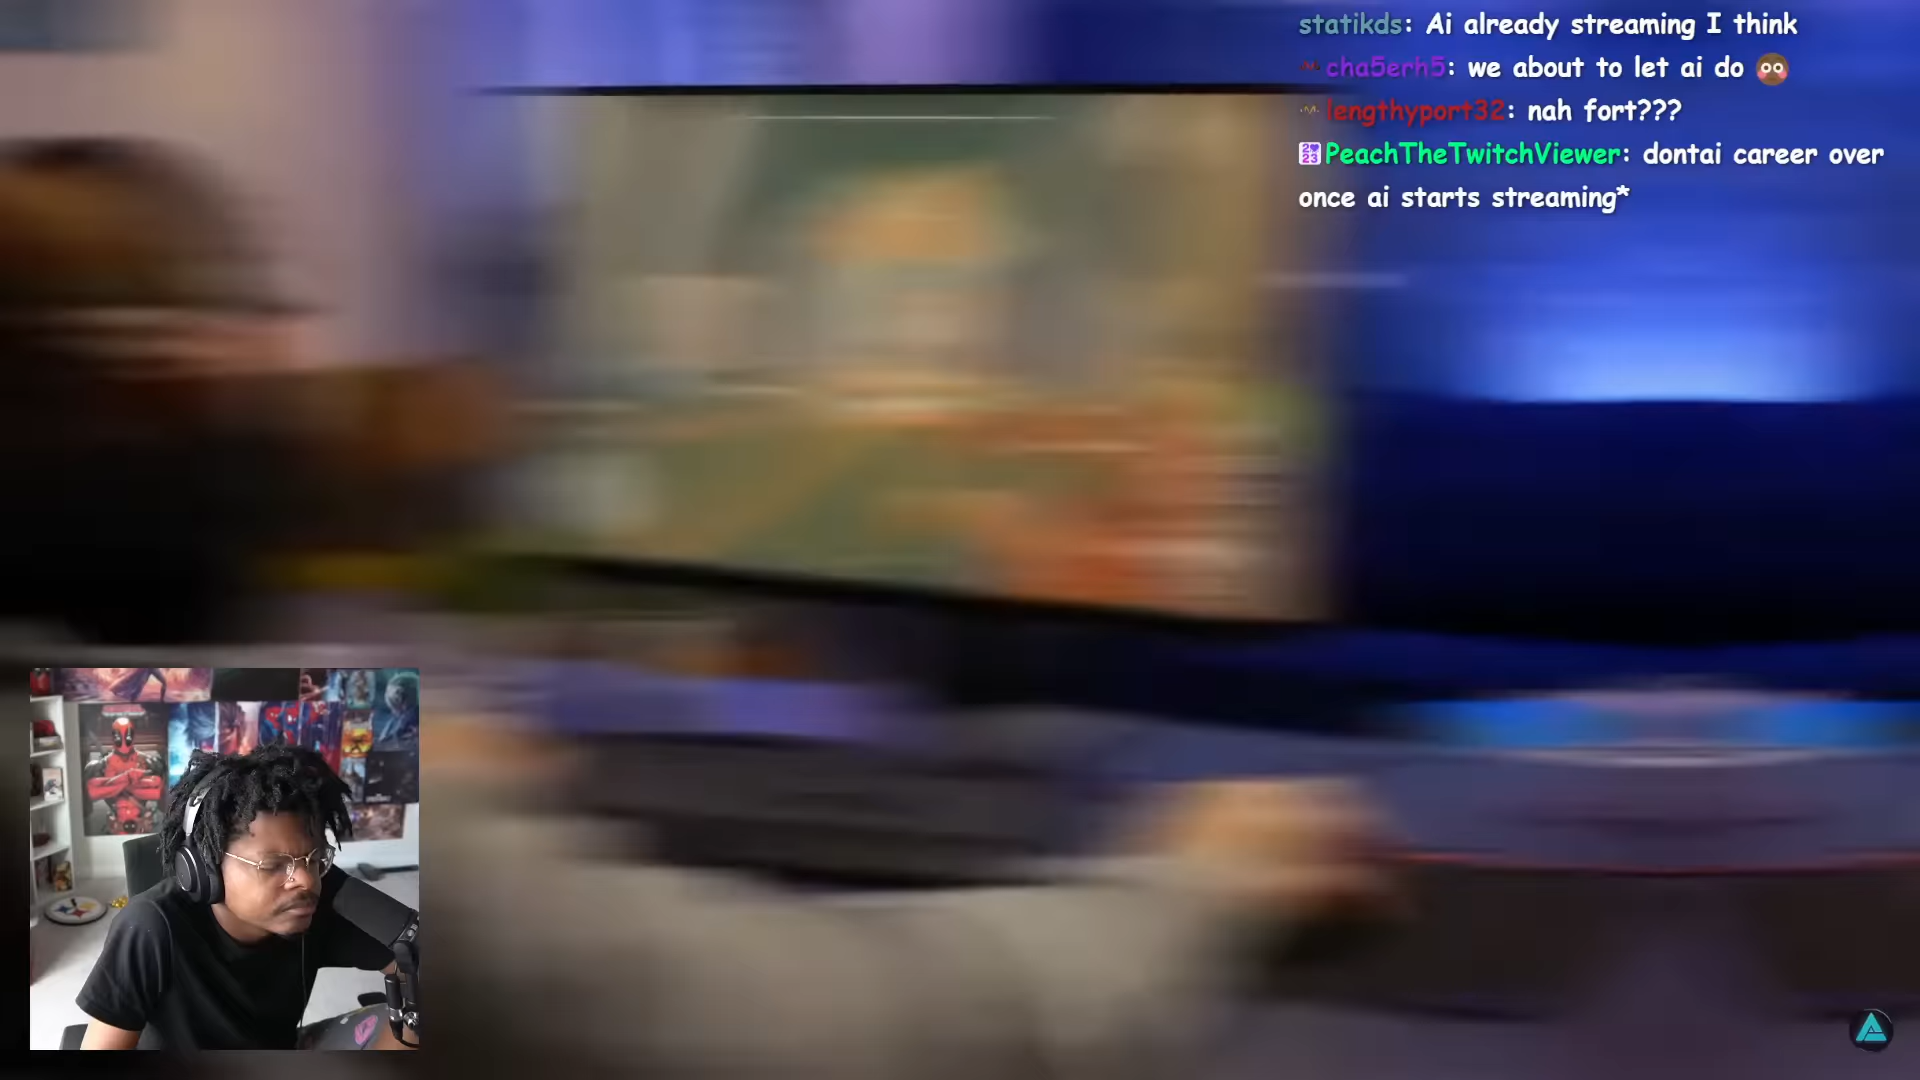 statikds: Ai already streaming I think
cha5erh5: we about to let ai do
lengthyport32: nah fort???
PeachTheTwitchViewer: dontai career over
once ai starts streaming*